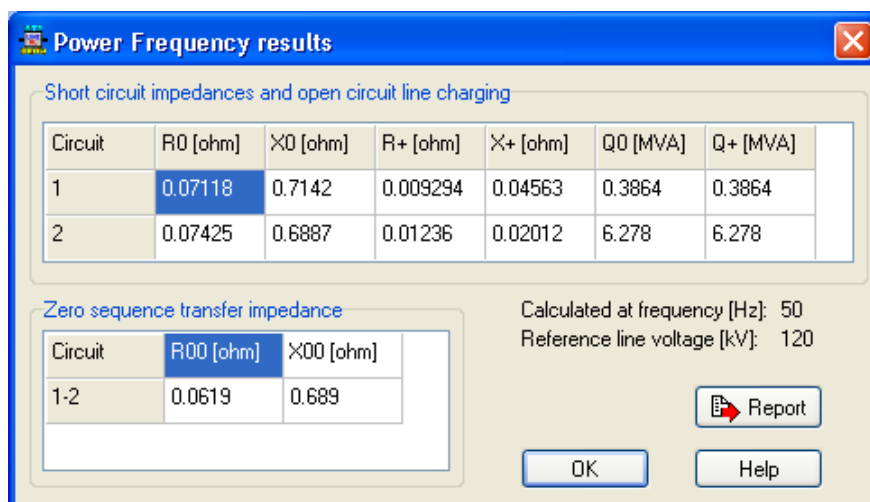 Power Frequency results
Short circuit impedances and open circuit line charging
Circuit R0 [ohm] X0 [ohm] R+ [ohm] X+ [ohm] Q0 [MVA] Q+ [MVA]
1 0.07118 0.7142 0.009294 0.04563 0.3864 0.3864
2 0.07425 0.6887 0.01236 0.02012 6.278 6.278
Zero sequence transfer impedance
Circuit R00 [ohm] X00 [ohm]
1-2 0.0619 0.689
Calculated at frequency [Hz]: 50
Reference line voltage [kV]: 120
Report
OK Help